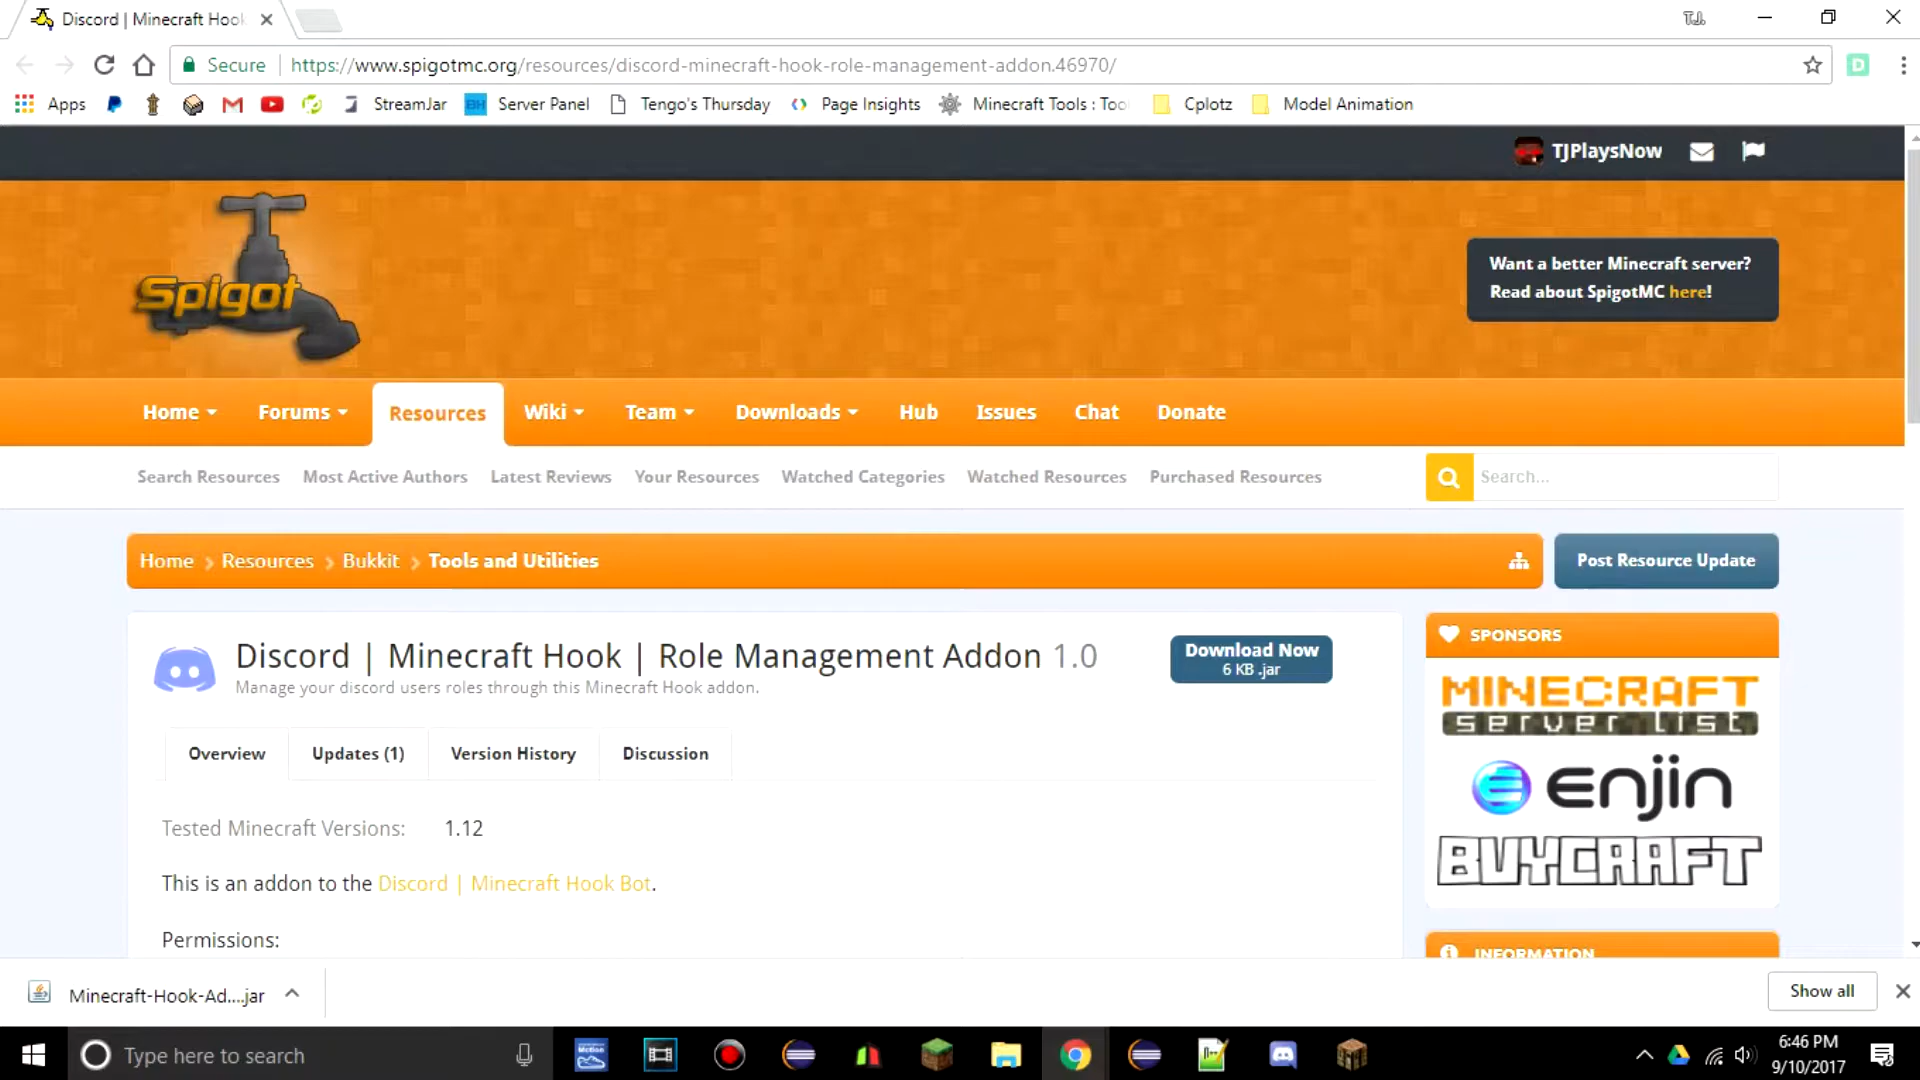 Discord | Minecraft Hook
T.J.
Secure https://www.spigotmc.org/resources/discord-minecraft-hook-role-management-addon.46970/
Apps StreamJar BH Server Panel Tengo's Thursday Page Insights Minecraft Tools : Too Cplotz Model Animation
TJPlaysNow
Spigot
Want a better Minecraft server?
Read about SpigotMC here!
Home Forums Resources Wiki Team Downloads Hub Issues Chat Donate
Search Resources Most Active Authors Latest Reviews Your Resources Watched Categories Watched Resources Purchased Resources Search...
Home Resources Bukkit Tools and Utilities
Post Resource Update
Discord | Minecraft Hook | Role Management Addon 1.0
Manage your discord users roles through this Minecraft Hook addon.
Download Now
6 KB .jar
SPONSORS
MINECRAFT
server list
enjin
BUYCRAFT
Overview Updates (1) Version History Discussion
Tested Minecraft Versions: 1.12
This is an addon to the Discord | Minecraft Hook Bot.
Permissions:
INFORMATION
Minecraft-Hook-Ad....jar
Show all
Type here to search
6:46 PM
9/10/2017